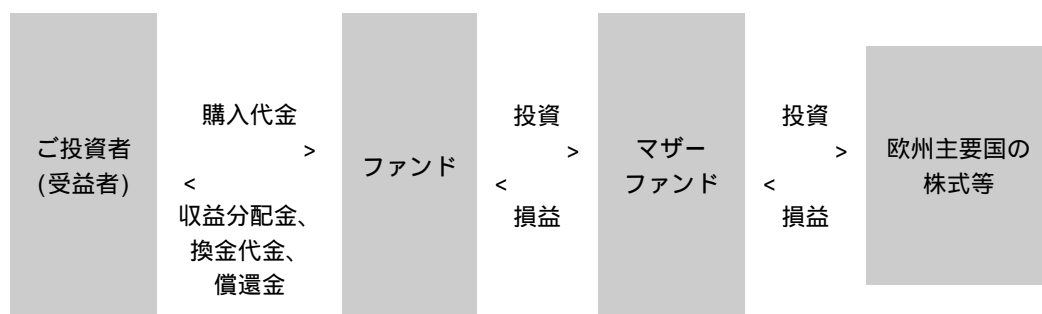 ご投資者
(受益者)
購入代金
>
<
収益分配金、
換金代金、
償還金
ファンド
投資
>
<
損益
マザー
ファンド
投資
>
<
損益
欧州主要国の
株式等